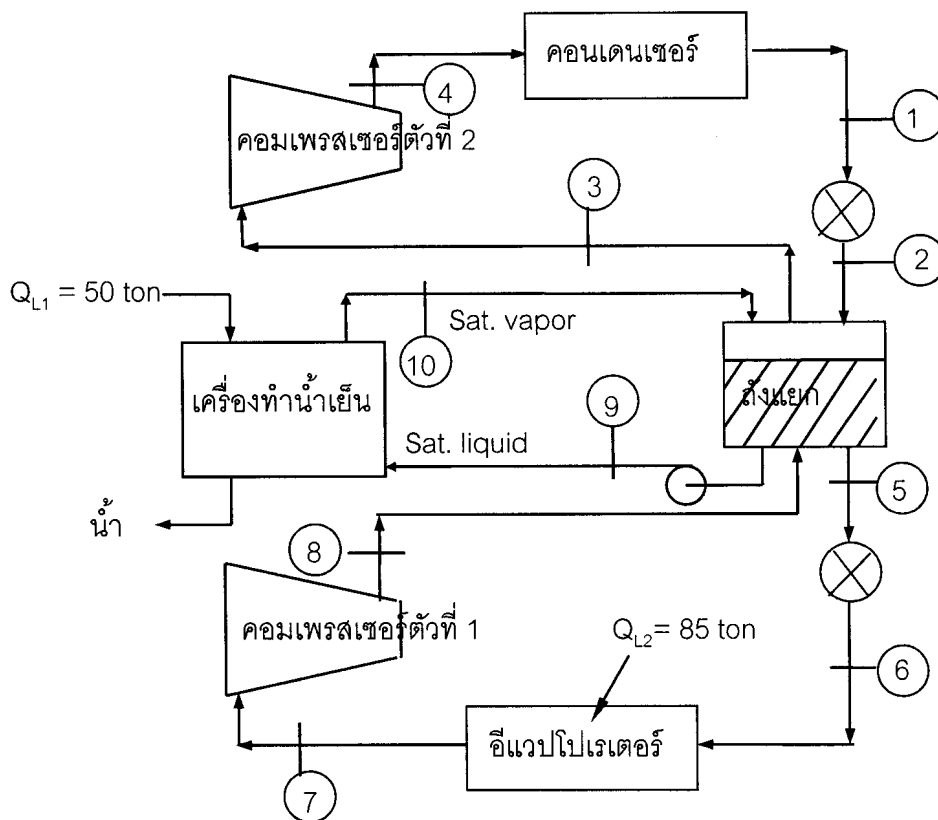 คอนเดนเซอร์
4
1
คอมเพรสเซอร์ตัวที่ 2
3
2
Q_L1 = 50 ton
Sat. vapor
10
ถังแยก
เครื่องทำน้ำเย็น
9
Sat. liquid
5
น้ำ
8
คอมเพรสเซอร์ตัวที่ 1
Q_L2 = 85 ton
6
อีแวปโปเรเตอร์
7